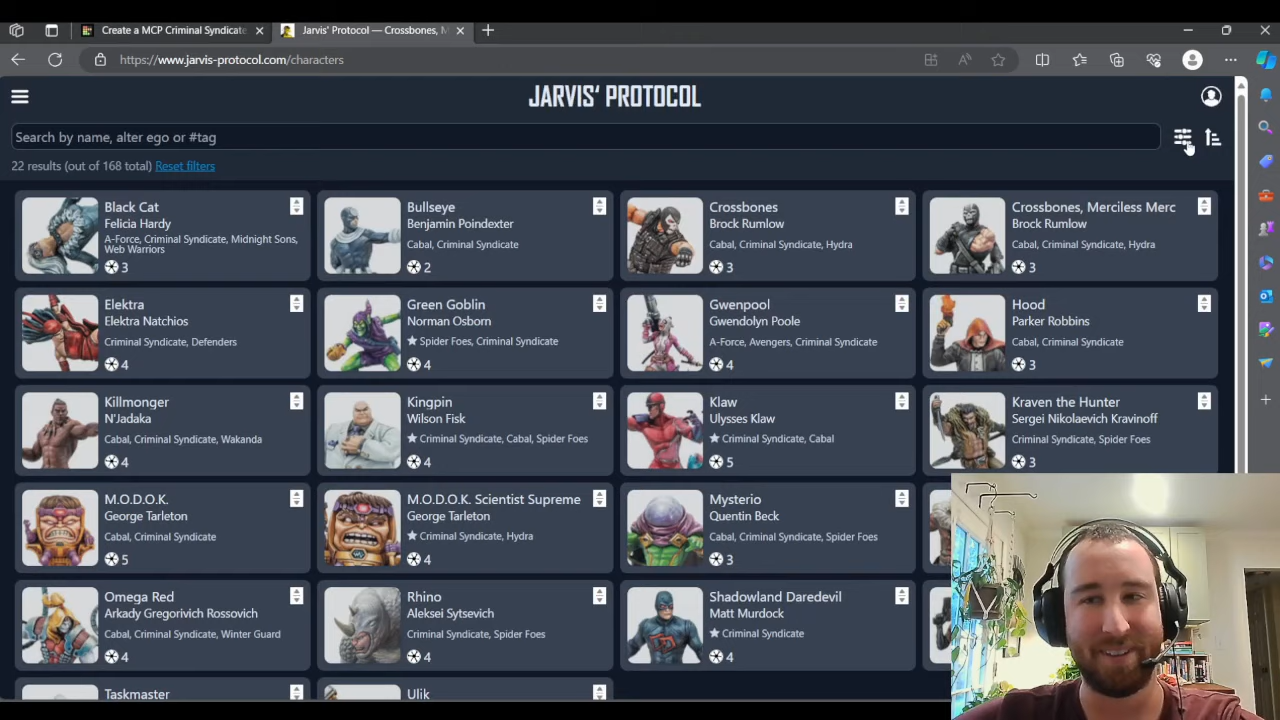 Create a MCP Criminal Syndicate
Jarvis' Protocol — Crossbones, M
https://www.jarvis-protocol.com/characters
JARVIS' PROTOCOL
Search by name, alter ego or #tag
22 results (out of 168 total) Reset filters
Black Cat
Felicia Hardy
A-Force, Criminal Syndicate, Midnight Sons,
Web Warriors
3
Bullseye
Benjamin Poindexter
Cabal, Criminal Syndicate
2
Crossbones
Brock Rumlow
Cabal, Criminal Syndicate, Hydra
3
Crossbones, Merciless Merc
Brock Rumlow
Cabal, Criminal Syndicate, Hydra
3
Elektra
Elektra Natchios
Criminal Syndicate, Defenders
4
Green Goblin
Norman Osborn
Spider Foes, Criminal Syndicate
4
Gwenpool
Gwendolyn Poole
A-Force, Avengers, Criminal Syndicate
4
Hood
Parker Robbins
Cabal, Criminal Syndicate
3
Killmonger
N'Jadaka
Cabal, Criminal Syndicate, Wakanda
4
Kingpin
Wilson Fisk
Criminal Syndicate, Cabal, Spider Foes
4
Klaw
Ulysses Klaw
Criminal Syndicate, Cabal
5
Kraven the Hunter
Sergei Nikolaevich Kravinoff
Criminal Syndicate, Spider Foes
3
M.O.D.O.K.
George Tarleton
Cabal, Criminal Syndicate
5
M.O.D.O.K. Scientist Supreme
George Tarleton
Criminal Syndicate, Hydra
4
Mysterio
Quentin Beck
Cabal, Criminal Syndicate, Spider Foes
3
Omega Red
Arkady Gregorivich Rossovich
Cabal, Criminal Syndicate, Winter Guard
4
Rhino
Aleksei Sytsevich
Criminal Syndicate, Spider Foes
4
Shadowland Daredevil
Matt Murdock
Criminal Syndicate
4
Taskmaster
Ulik